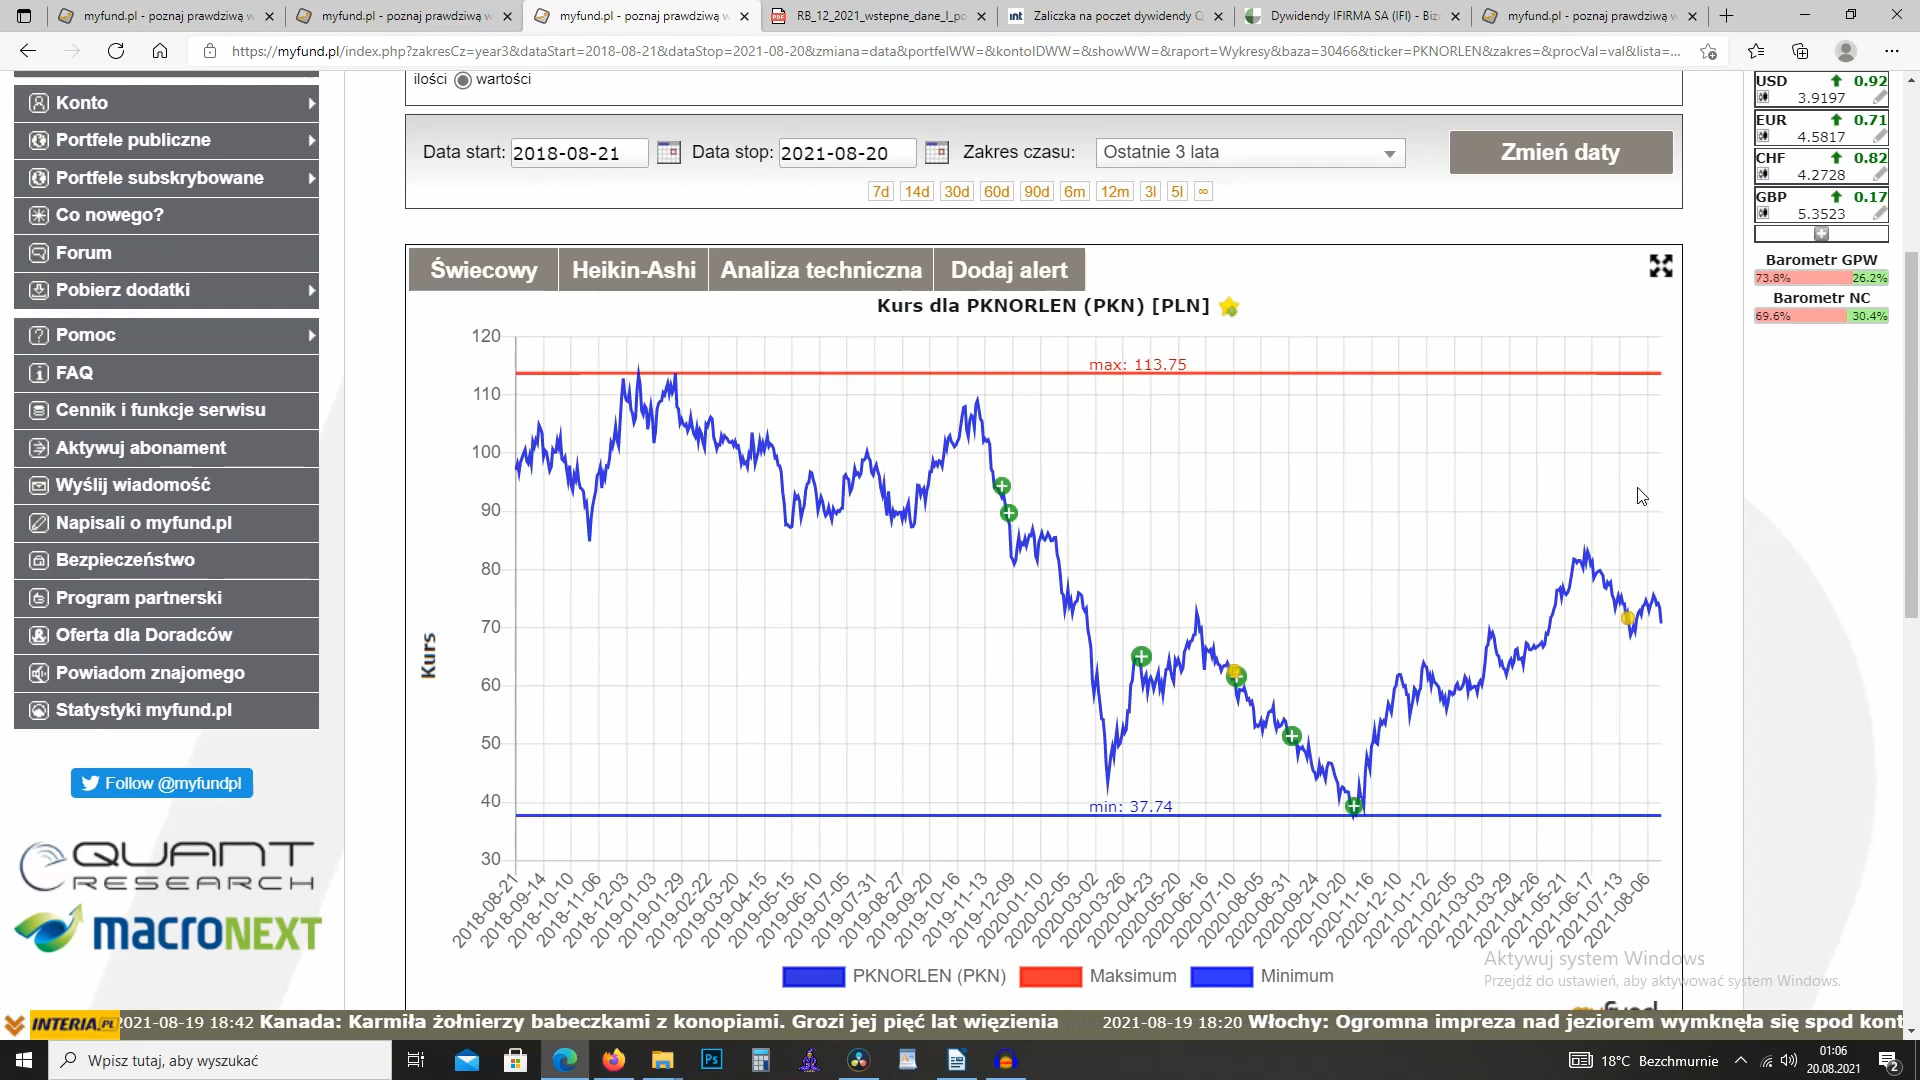 myfund.pl - poznaj prawdziwą w
myfund.pl - poznaj prawdziwą w
myfund.pl - poznaj prawdziwą w
RB_12_2021_wstepne_dane_I_po
Zaliczka na poczet dywidendy Q
Dywidendy IFIRMA SA (IFI) - Biz
myfund.pl - poznaj prawdziwą w
https://myfund.pl/index.php?zakresCz=year3&dataStart=2018-08-21&dataStop=2021-08-20&zmiana=data&portfelWW=&kontoIDWW=&showWW=&raport=Wykresy&baza=30466&ticker=PKNORLEN&zakres=&procVal=val&lista=...
Konto
Portfele publiczne
Portfele subskrybowane
Co nowego?
Forum
Pobierz dodatki
Pomoc
FAQ
Cennik i funkcje serwisu
Aktywuj abonament
Wyślij wiadomość
Napisali o myfund.pl
Bezpieczeństwo
Program partnerski
Oferta dla Doradców
Powiadom znajomego
Statystyki myfund.pl
Follow @myfundpl
QUANT
RESEARCH
MACRONEXT
ilości wartości
Data start: 2018-08-21 Data stop: 2021-08-20 Zakres czasu: Ostatnie 3 lata Zmień daty
7d 14d 30d 60d 90d 6m 12m 3l 5l ∞
Świecowy Heikin-Ashi Analiza techniczna Dodaj alert
Kurs dla PKNORLEN (PKN) [PLN]
120
110
100
90
80
70
60
50
40
30
Kurs
max: 113.75
min: 37.74
2018-08-21
2018-09-14
2018-10-10
2018-11-06
2018-12-03
2019-01-03
2019-01-29
2019-02-22
2019-03-20
2019-04-15
2019-05-15
2019-06-10
2019-07-05
2019-07-31
2019-08-27
2019-09-20
2019-10-16
2019-11-13
2019-12-09
2020-01-10
2020-02-05
2020-03-02
2020-03-26
2020-04-23
2020-05-20
2020-06-16
2020-07-10
2020-08-05
2020-08-31
2020-09-24
2020-10-20
2020-11-16
2020-12-10
2021-01-12
2021-02-05
2021-03-03
2021-03-29
2021-04-26
2021-05-21
2021-06-17
2021-07-13
2021-08-06
PKNORLEN (PKN) Maksimum Minimum
USD 0.92
3.9197
EUR 0.71
4.5817
CHF 0.82
4.2728
GBP 0.17
5.3523
Barometr GPW
73.8% 26.2%
Barometr NC
69.6% 30.4%
Aktywuj system Windows
Przejdź do ustawień, aby aktywować system Windows.
INTERIA.PL 2021-08-19 18:42 Kanada: Karmiła żołnierzy babeczkami z konopiami. Grozi jej pięć lat więzienia 2021-08-19 18:20 Włochy: Ogromna impreza nad jeziorem wymknęła się spod kont
Wpisz tutaj, aby wyszukać
Ps
18°C Bezchmurnie
01:06
20.08.2021
2